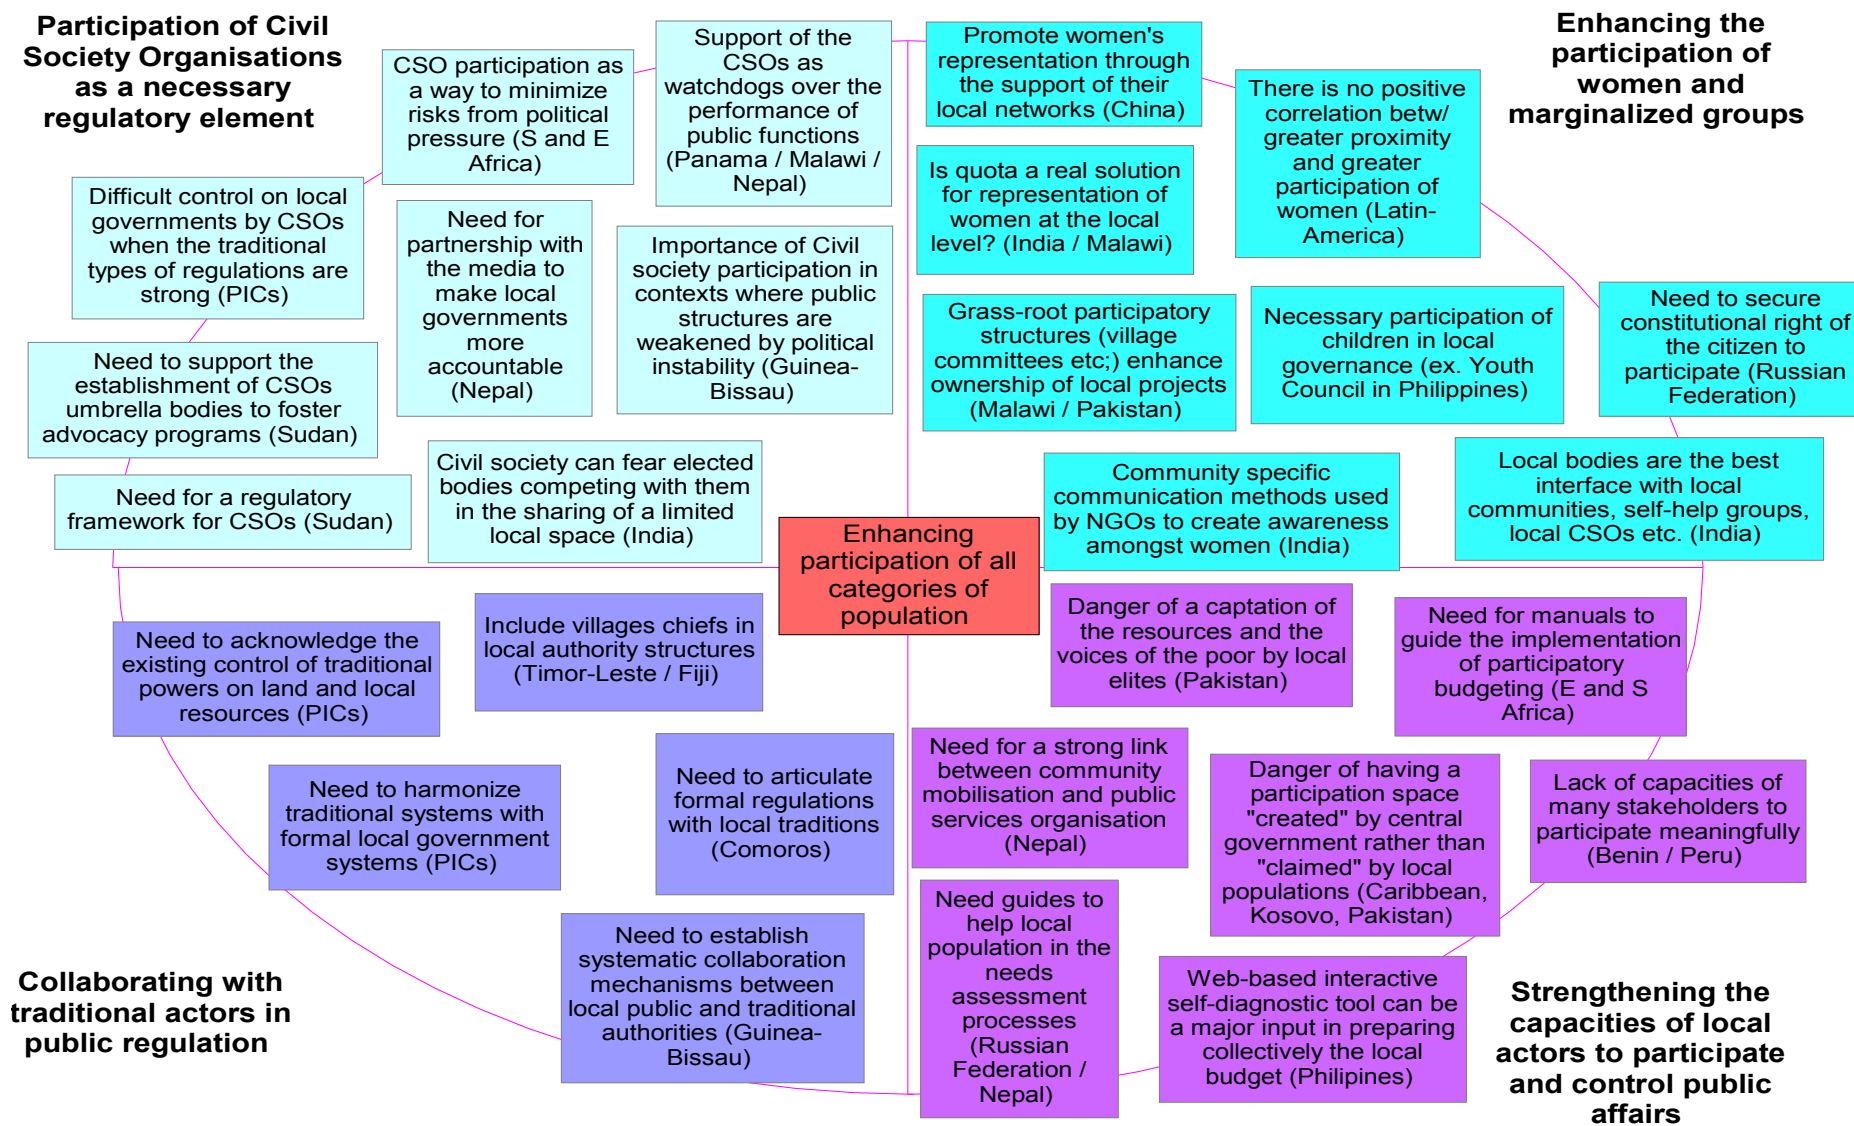 Participation of Civil
Society Organisations
as a necessary
regulatory element
CSO participation as
a way to minimize
risks from political
pressure (S and E
Africa)
Support of the
CSOs as
watchdogs over the
performance of
public functions
(Panama / Malawi /
Nepal)
Difficult control on local
governments by CSOs
when the traditional
types of regulations are
strong (PICs)
Need for
partnership with
the media to
make local
governments
more
accountable
(Nepal)
Importance of Civil
society participation in
contexts where public
structures are
weakened by political
instability (Guinea-
Bissau)
Need to support the
establishment of CSOs
umbrella bodies to foster
advocacy programs (Sudan)
Need for a regulatory
framework for CSOs (Sudan)
Civil society can fear elected
bodies competing with them
in the sharing of a limited
local space (India)
Enhancing the
participation of
women and
marginalized groups
Promote women's
representation through
the support of their
local networks (China)
There is no positive
correlation betw/
greater proximity
and greater
participation of
women (Latin-
America)
Is quota a real solution
for representation of
women at the local
level? (India / Malawi)
Grass-root participatory
structures (village
committees etc;) enhance
ownership of local projects
(Malawi / Pakistan)
Necessary participation of
children in local
governance (ex. Youth
Council in Philippines)
Need to secure
constitutional right of
the citizen to
participate (Russian
Federation)
Community specific
communication methods used
by NGOs to create awareness
amongst women (India)
Local bodies are the best
interface with local
communities, self-help groups,
local CSOs etc. (India)
Enhancing
participation of all
categories of
population
Need to acknowledge the
existing control of traditional
powers on land and local
resources (PICs)
Include villages chiefs in
local authority structures
(Timor-Leste / Fiji)
Need to harmonize
traditional systems with
formal local government
systems (PICs)
Need to articulate
formal regulations
with local traditions
(Comoros)
Need to establish
systematic collaboration
mechanisms between
local public and traditional
authorities (Guinea-
Bissau)
Collaborating with
traditional actors in
public regulation
Danger of a captation of
the resources and the
voices of the poor by local
elites (Pakistan)
Need for manuals to
guide the implementation
of participatory
budgeting (E and S
Africa)
Need for a strong link
between community
mobilisation and public
services organisation
(Nepal)
Danger of having a
participation space
"created" by central
government rather than
"claimed" by local
populations (Caribbean,
Kosovo, Pakistan)
Lack of capacities of
many stakeholders to
participate meaningfully
(Benin / Peru)
Need guides to
help local
population in the
needs
assessment
processes
(Russian
Federation /
Nepal)
Web-based interactive
self-diagnostic tool can be
a major input in preparing
collectively the local
budget (Philipines)
Strengthening the
capacities of local
actors to participate
and control public
affairs